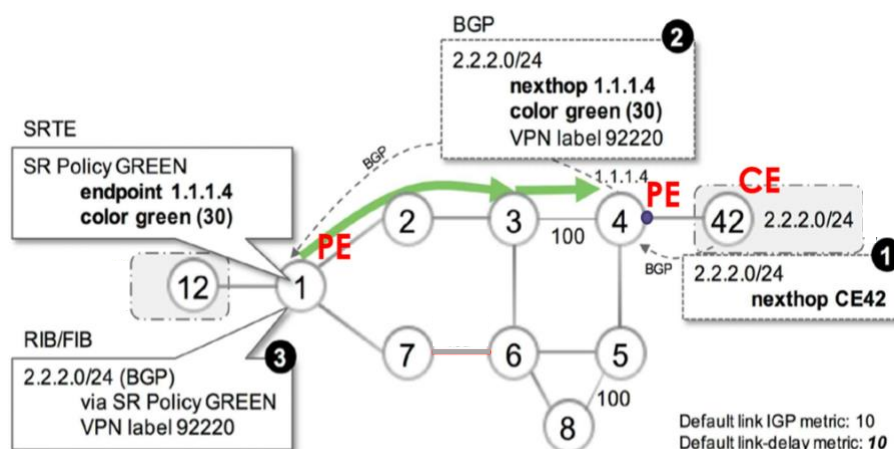 BGP
2
2.2.2.0/24
nexthop 1.1.1.4
color green (30)
VPN label 92220
SRTE
SR Policy GREEN
endpoint 1.1.1.4
color green (30)
BGP
1.1.1.4
PE
CE
2
3
4
42
2.2.2.0/24
100
PE
BGP
1
2.2.2.0/24
nexthop CE42
12
1
RIB/FIB
3
2.2.2.0/24 (BGP)
via SR Policy GREEN
VPN label 92220
7
6
5
100
8
Default link IGP metric: 10
Default link-delay metric: 10